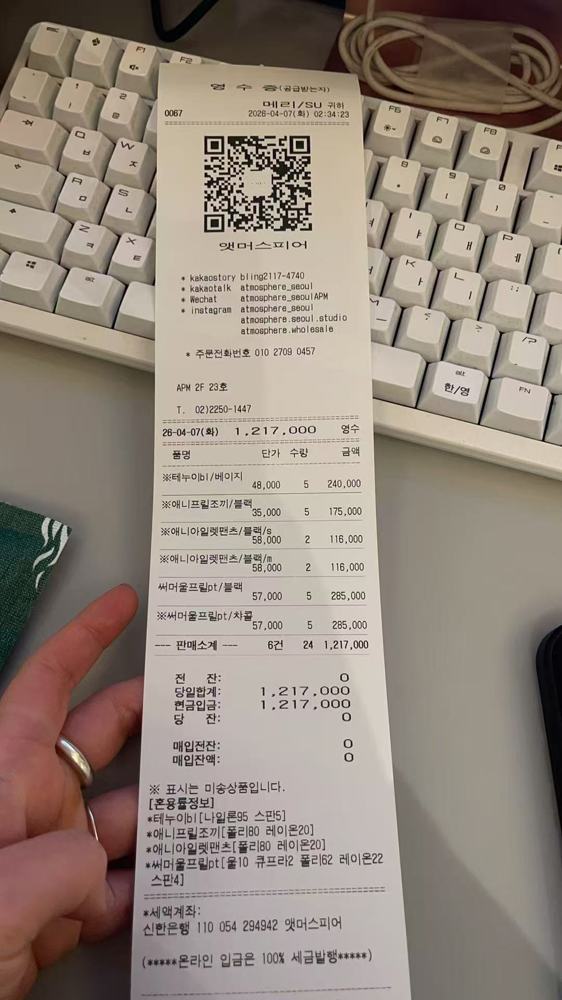 영 수 증(공급받는자)
메리/SU 귀하
0067 2026-04-07(화) 02:34:23
앳머스피어
* kakaostory bling2117-4740
* kakaotalk atmosphere_seoul
* Wechat atmosphere_seoulAPM
* instagram atmosphere_seoul
atmosphere.seoul.studio
atmosphere.wholesale
* 주문전화번호 010 2709 0457
APM 2F 23호
T. 02)2250-1447
26-04-07(화) 1,217,000 영수
품명 단가 수량 금액
※테누이bl/베이지
48,000 5 240,000
※애니프릴조끼/블랙
35,000 5 175,000
※애니아일렛팬츠/블랙/s
58,000 2 116,000
※애니아일렛팬츠/블랙/m
58,000 2 116,000
써머울프릴pt/블랙
57,000 5 285,000
※써머울프릴pt/챠콜
57,000 5 285,000
--- 판매소계 --- 6건 24 1,217,000
전 잔: 0
당일합계: 1,217,000
현금입금: 1,217,000
당 잔: 0
매입전잔: 0
매입잔액: 0
※ 표시는 미송상품입니다.
[혼용률정보]
*테누이bl[나일론95 스판5]
*애니프릴조끼[폴리80 레이온20]
*애니아일렛팬츠[폴리80 레이온20]
*써머울프릴pt[울10 큐프라2 폴리62 레이온22
스판4]
*세액계좌:
신한은행 110 054 294942 앳머스피어
(*****온라인 입금은 100% 세금발행*****)
F1
F6
F7
F8
Q
ㅂ
W
ㅈ
A
ㅁ
S
ㄴ
Z
ㅋ
X
ㅌ
alt
한/영
FN